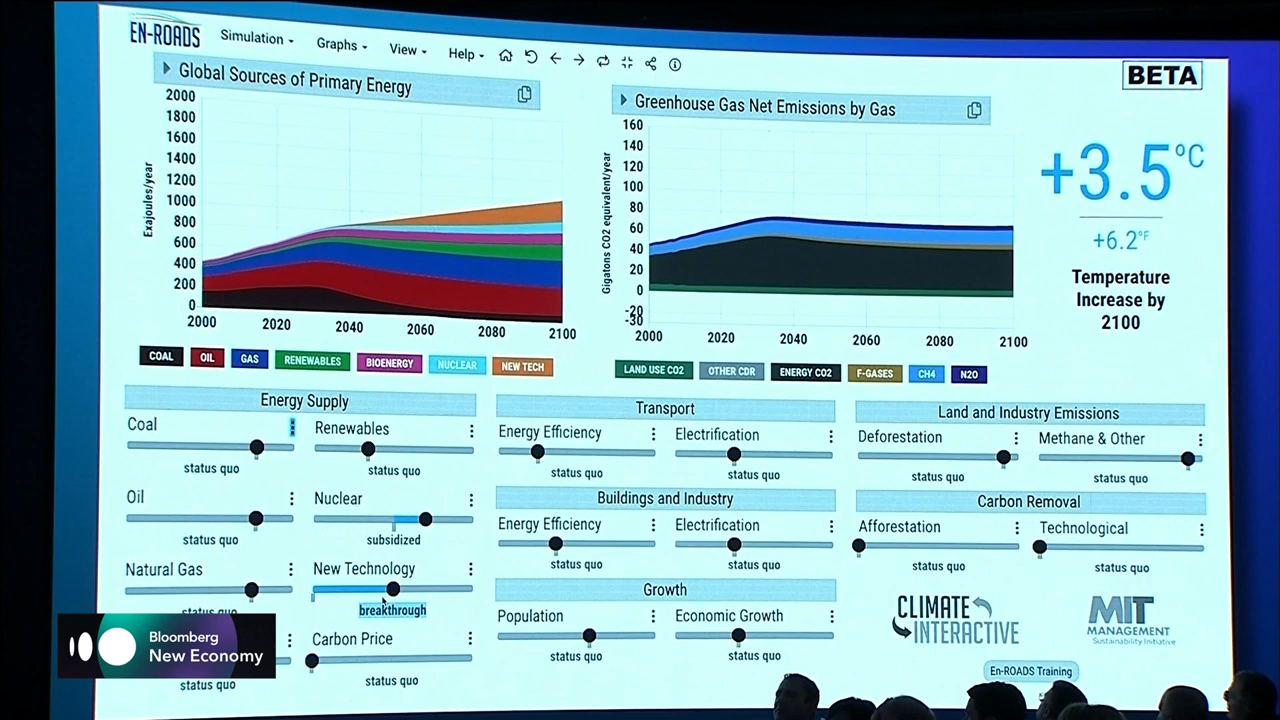 EN-ROADS
Simulation Graphs View Help
BETA
Global Sources of Primary Energy
Exajoules/year
2000
1800
1600
1400
1200
1000
800
600
400
200
0
2000 2020 2040 2060 2080 2100
COAL OIL GAS RENEWABLES BIOENERGY NUCLEAR NEW TECH
Greenhouse Gas Net Emissions by Gas
Gigatons CO2 equivalent/year
160
140
120
100
80
60
40
20
0
-20
-30
2000 2020 2040 2060 2080 2100
LAND USE CO2 OTHER CDR ENERGY CO2 F-GASES CH4 N2O
+3.5°C
+6.2°F
Temperature
Increase by
2100
Energy Supply
Coal
status quo
Renewables
status quo
Oil
status quo
Nuclear
subsidized
Natural Gas
status quo
New Technology
breakthrough
status quo
Carbon Price
status quo
Transport
Energy Efficiency
status quo
Electrification
status quo
Buildings and Industry
Energy Efficiency
status quo
Electrification
status quo
Growth
Population
status quo
Economic Growth
status quo
Land and Industry Emissions
Deforestation
status quo
Methane & Other
status quo
Carbon Removal
Afforestation
status quo
Technological
status quo
CLIMATE
INTERACTIVE
MIT
MANAGEMENT
Sustainability Initiative
En-ROADS Training
Bloomberg
New Economy